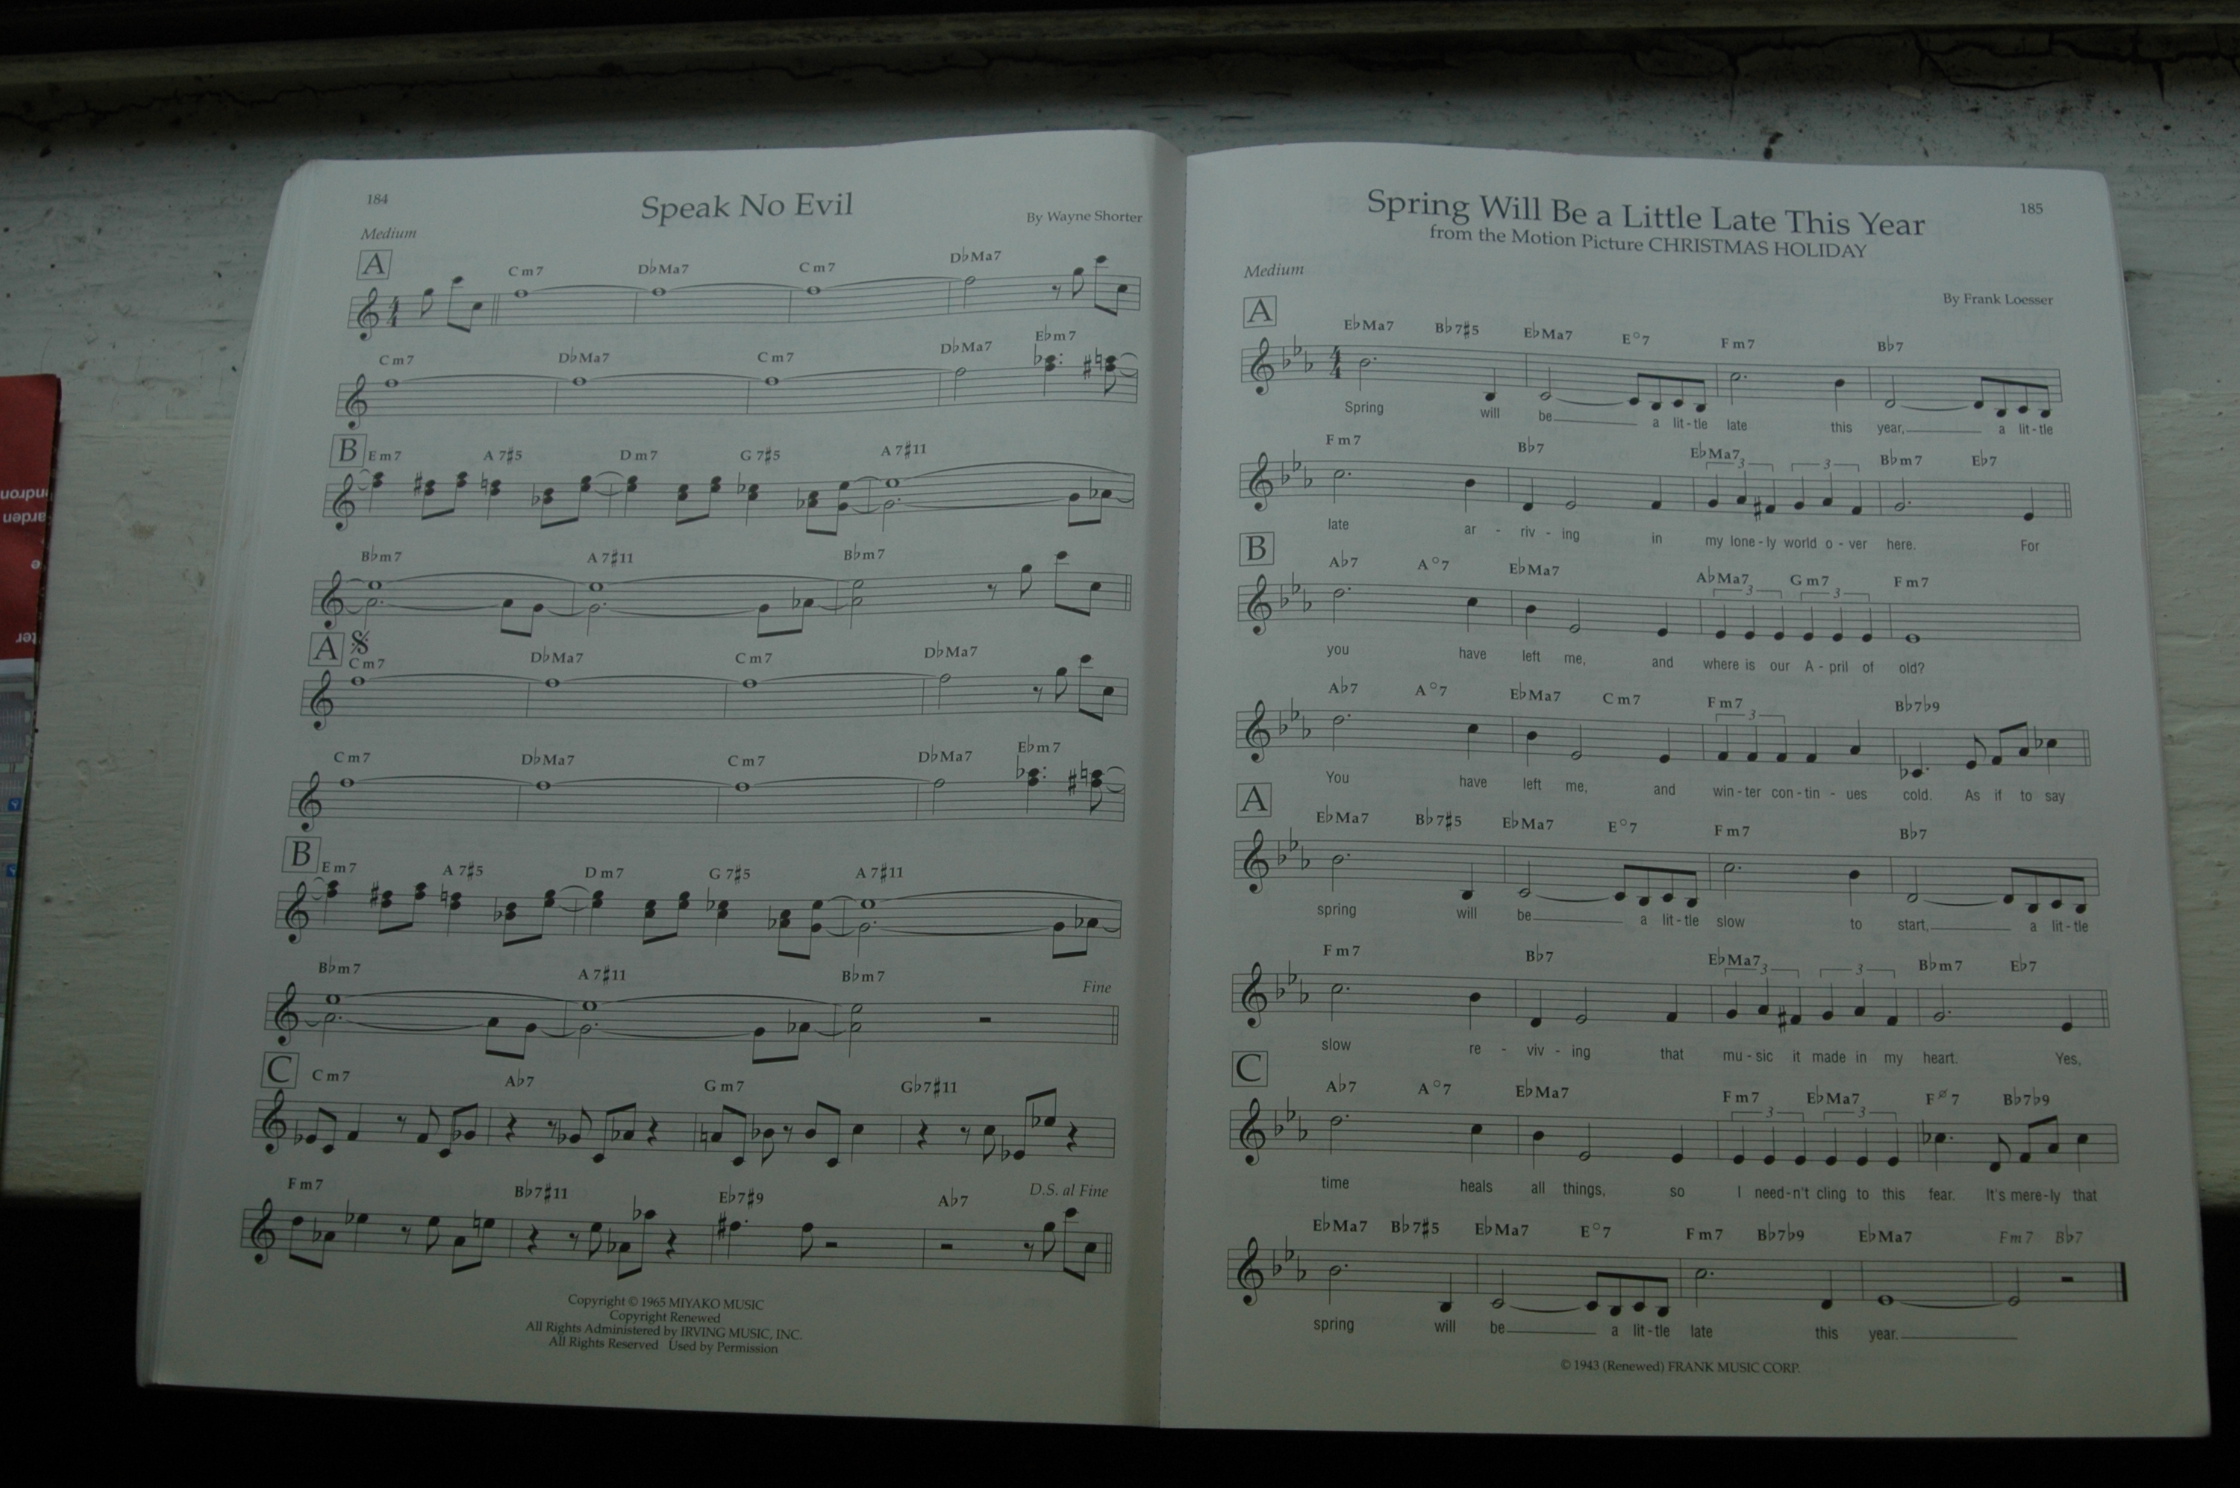 184
Speak No Evil
By Wayne Shorter
Medium
A
Cm7 D♭Ma7 Cm7 D♭Ma7
Cm7 D♭Ma7 Cm7 D♭Ma7 E♭m7
B
Em7 A7♯5 Dm7 G7♯5 A7♯11
B♭m7 A7♯11 B♭m7
A
Cm7 D♭Ma7 Cm7 D♭Ma7
Cm7 D♭Ma7 Cm7 D♭Ma7 E♭m7
B
Em7 A7♯5 Dm7 G7♯5 A7♯11
B♭m7 A7♯11 B♭m7 Fine
C
Cm7 A♭7 Gm7 G♭7♯11
Fm7 B♭7♯11 E♭7♯9 A♭7 D.S. al Fine
Copyright © 1965 MIYAKO MUSIC
Copyright Renewed
All Rights Administered by IRVING MUSIC, INC.
All Rights Reserved Used by Permission
Spring Will Be a Little Late This Year
185
from the Motion Picture CHRISTMAS HOLIDAY
Medium
By Frank Loesser
A
E♭Ma7 B♭7♯5 E♭Ma7 E°7 Fm7 B♭7
Spring will be a lit-tle late this year, a lit-tle
Fm7 B♭7 E♭Ma7 B♭m7 E♭7
3 3
late ar - riv - ing in my lone-ly world o-ver here. For
B
A♭7 A°7 E♭Ma7 A♭Ma7 Gm7 Fm7
3 3
you have left me, and where is our A-pril of old?
A♭7 A°7 E♭Ma7 Cm7 Fm7 B♭7♭9
3
You have left me, and win-ter con-tin-ues cold. As if to say
A
E♭Ma7 B♭7♯5 E♭Ma7 E°7 Fm7 B♭7
spring will be a lit-tle slow to start, a lit-tle
Fm7 B♭7 E♭Ma7 B♭m7 E♭7
3 3
slow re - viv - ing that mu-sic it made in my heart. Yes,
C
A♭7 A°7 E♭Ma7 Fm7 E♭Ma7 Fø7 B♭7♭9
3 3
time heals all things, so I need-n't cling to this fear. It's mere-ly that
E♭Ma7 B♭7♯5 E♭Ma7 E°7 Fm7 B♭7♭9 E♭Ma7 Fm7 B♭7
spring will be a lit-tle late this year.
© 1943 (Renewed) FRANK MUSIC CORP.